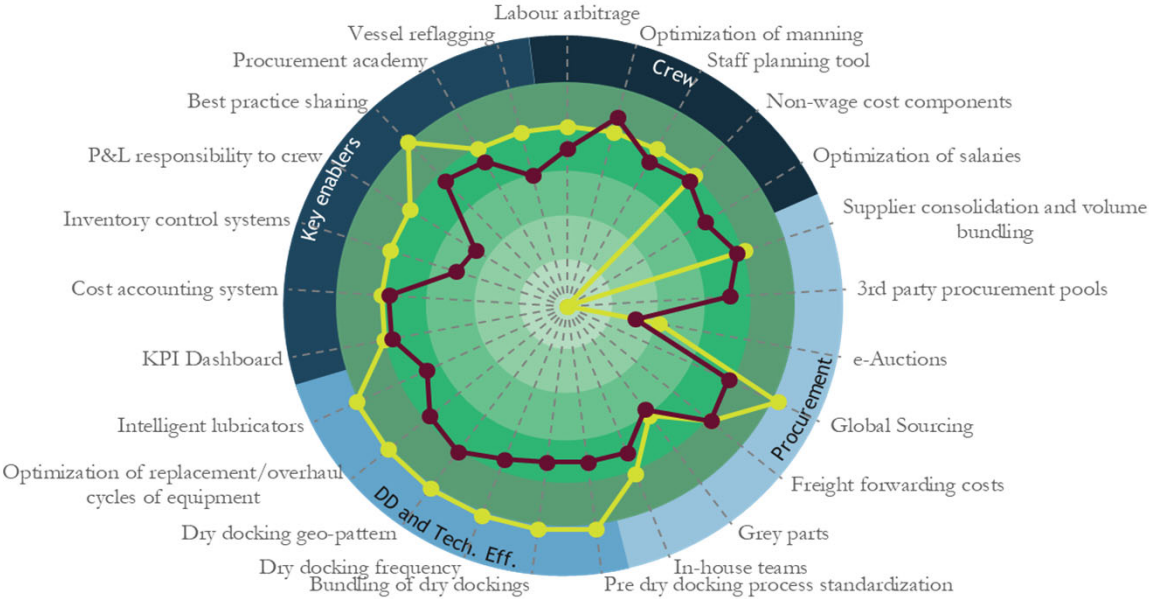 Labour arbitrage
Vessel reflagging
Optimization of manning
Procurement academy
Crew
Staff planning tool
Best practice sharing
Non-wage cost components
P&L responsibility to crew
Key enablers
Optimization of salaries
Inventory control systems
Supplier consolidation and volume
bundling
Cost accounting system
3rd party procurement pools
KPI Dashboard
e-Auctions
Procurement
Intelligent lubricators
Global Sourcing
Optimization of replacement/overhaul
cycles of equipment
Freight forwarding costs
DD and Tech. Eff.
Dry docking geo-pattern
Grey parts
Dry docking frequency
In-house teams
Bundling of dry dockings
Pre dry docking process standardization